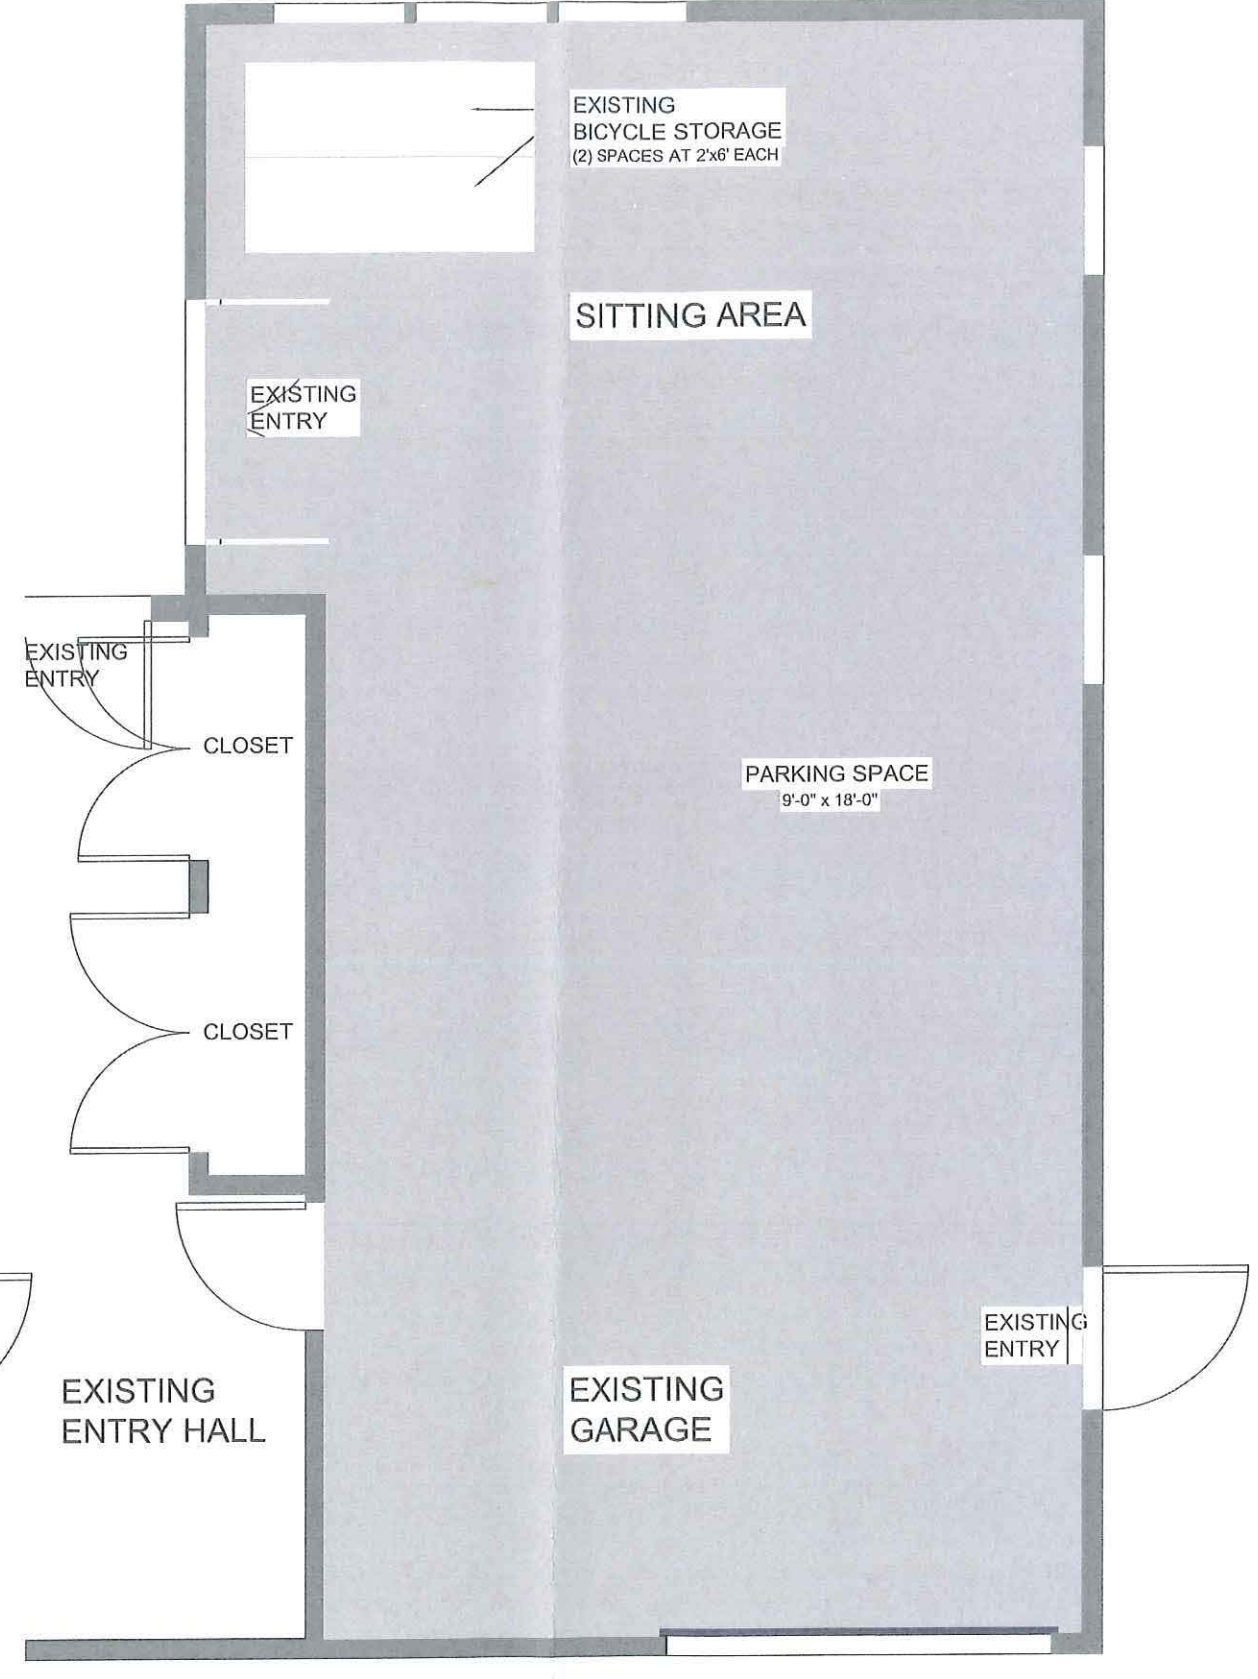 EXISTING
BICYCLE STORAGE
(2) SPACES AT 2'x6' EACH
SITTING AREA
EXISTING
ENTRY
EXISTING
ENTRY
CLOSET
PARKING SPACE
9'-0" x 18'-0"
CLOSET
EXISTING
ENTRY
EXISTING
ENTRY HALL
EXISTING
GARAGE